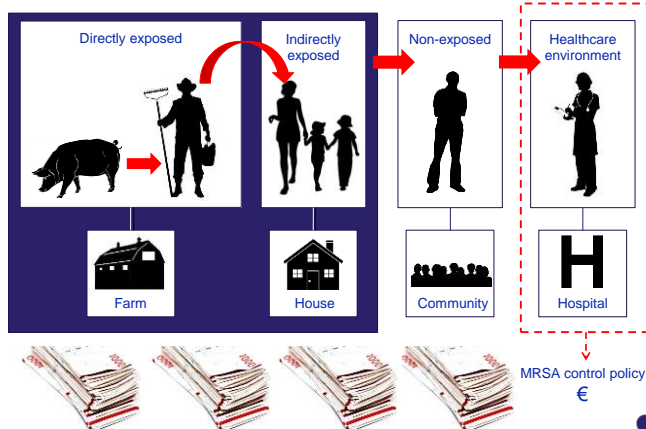 Directly exposed
Indirectly
exposed
Non-exposed
Healthcare
environment
Farm
House
Community
H
Hospital
MRSA control policy
€